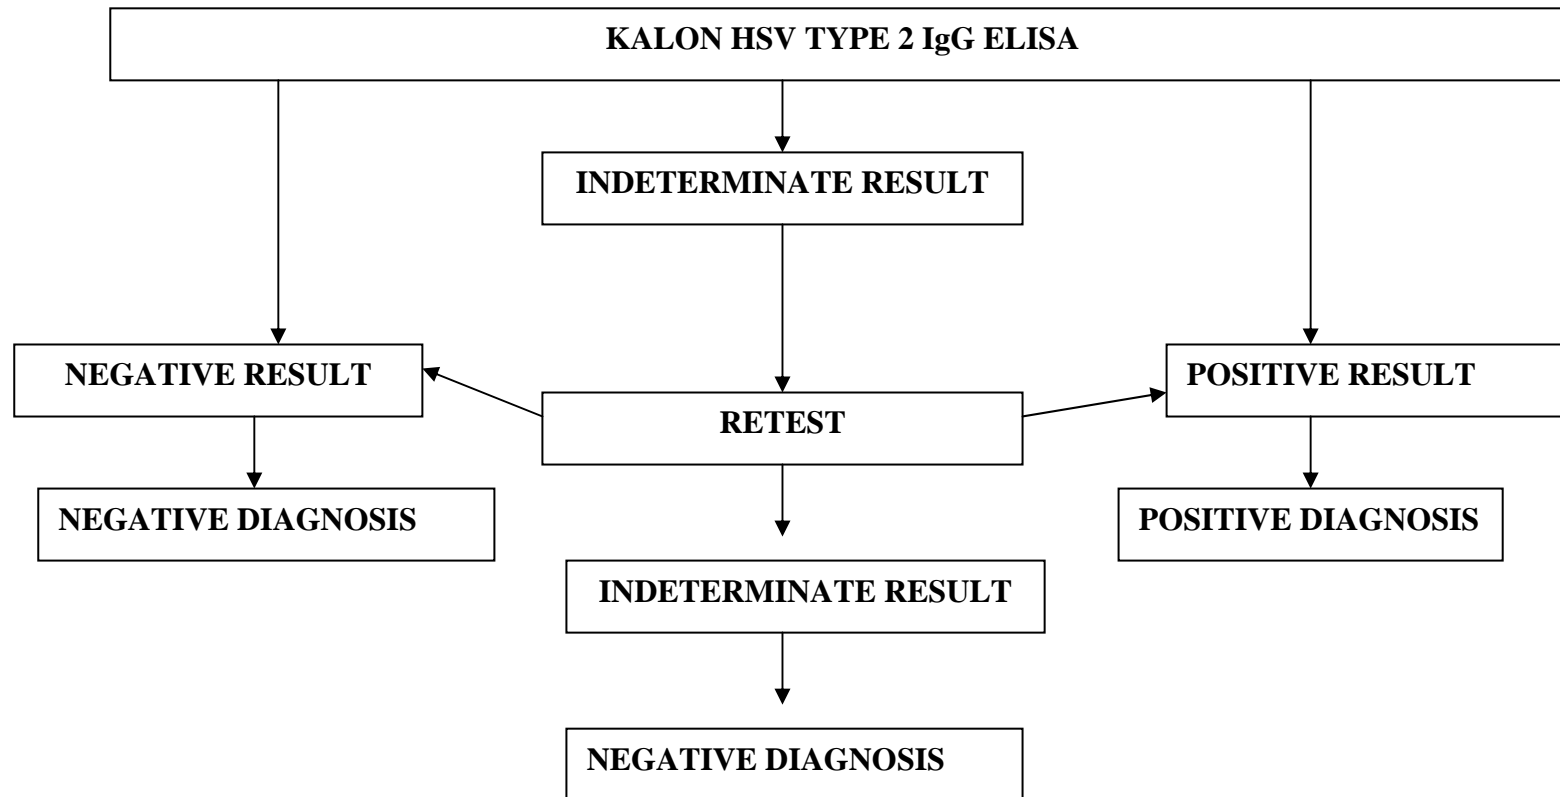 KALON HSV TYPE 2 IgG ELISA
INDETERMINATE RESULT
NEGATIVE RESULT
POSITIVE RESULT
RETEST
NEGATIVE DIAGNOSIS
POSITIVE DIAGNOSIS
INDETERMINATE RESULT
NEGATIVE DIAGNOSIS